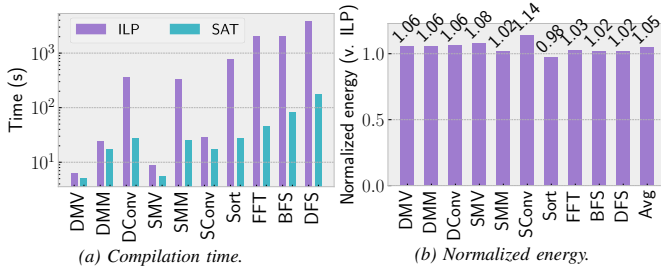 ILP SAT
Time (s)
10³
10²
10¹
DMV DMM DConv SMV SMM SConv Sort FFT BFS DFS
(a) Compilation time.
Normalized energy (v. ILP)
1.06 1.06 1.06 1.08 1.02 1.14 0.98 1.03 1.02 1.02 1.05
1.0
0.5
0.0
DMV DMM DConv SMV SMM SConv Sort FFT BFS DFS Avg
(b) Normalized energy.